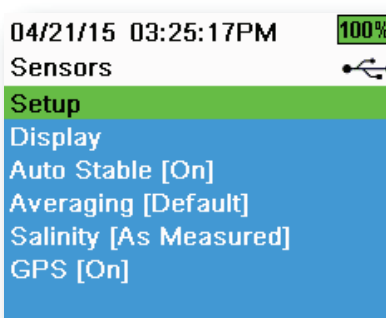 04/21/15 03:25:17PM 100%
Sensors
Setup
Display
Auto Stable [On]
Averaging [Default]
Salinity [As Measured]
GPS [On]